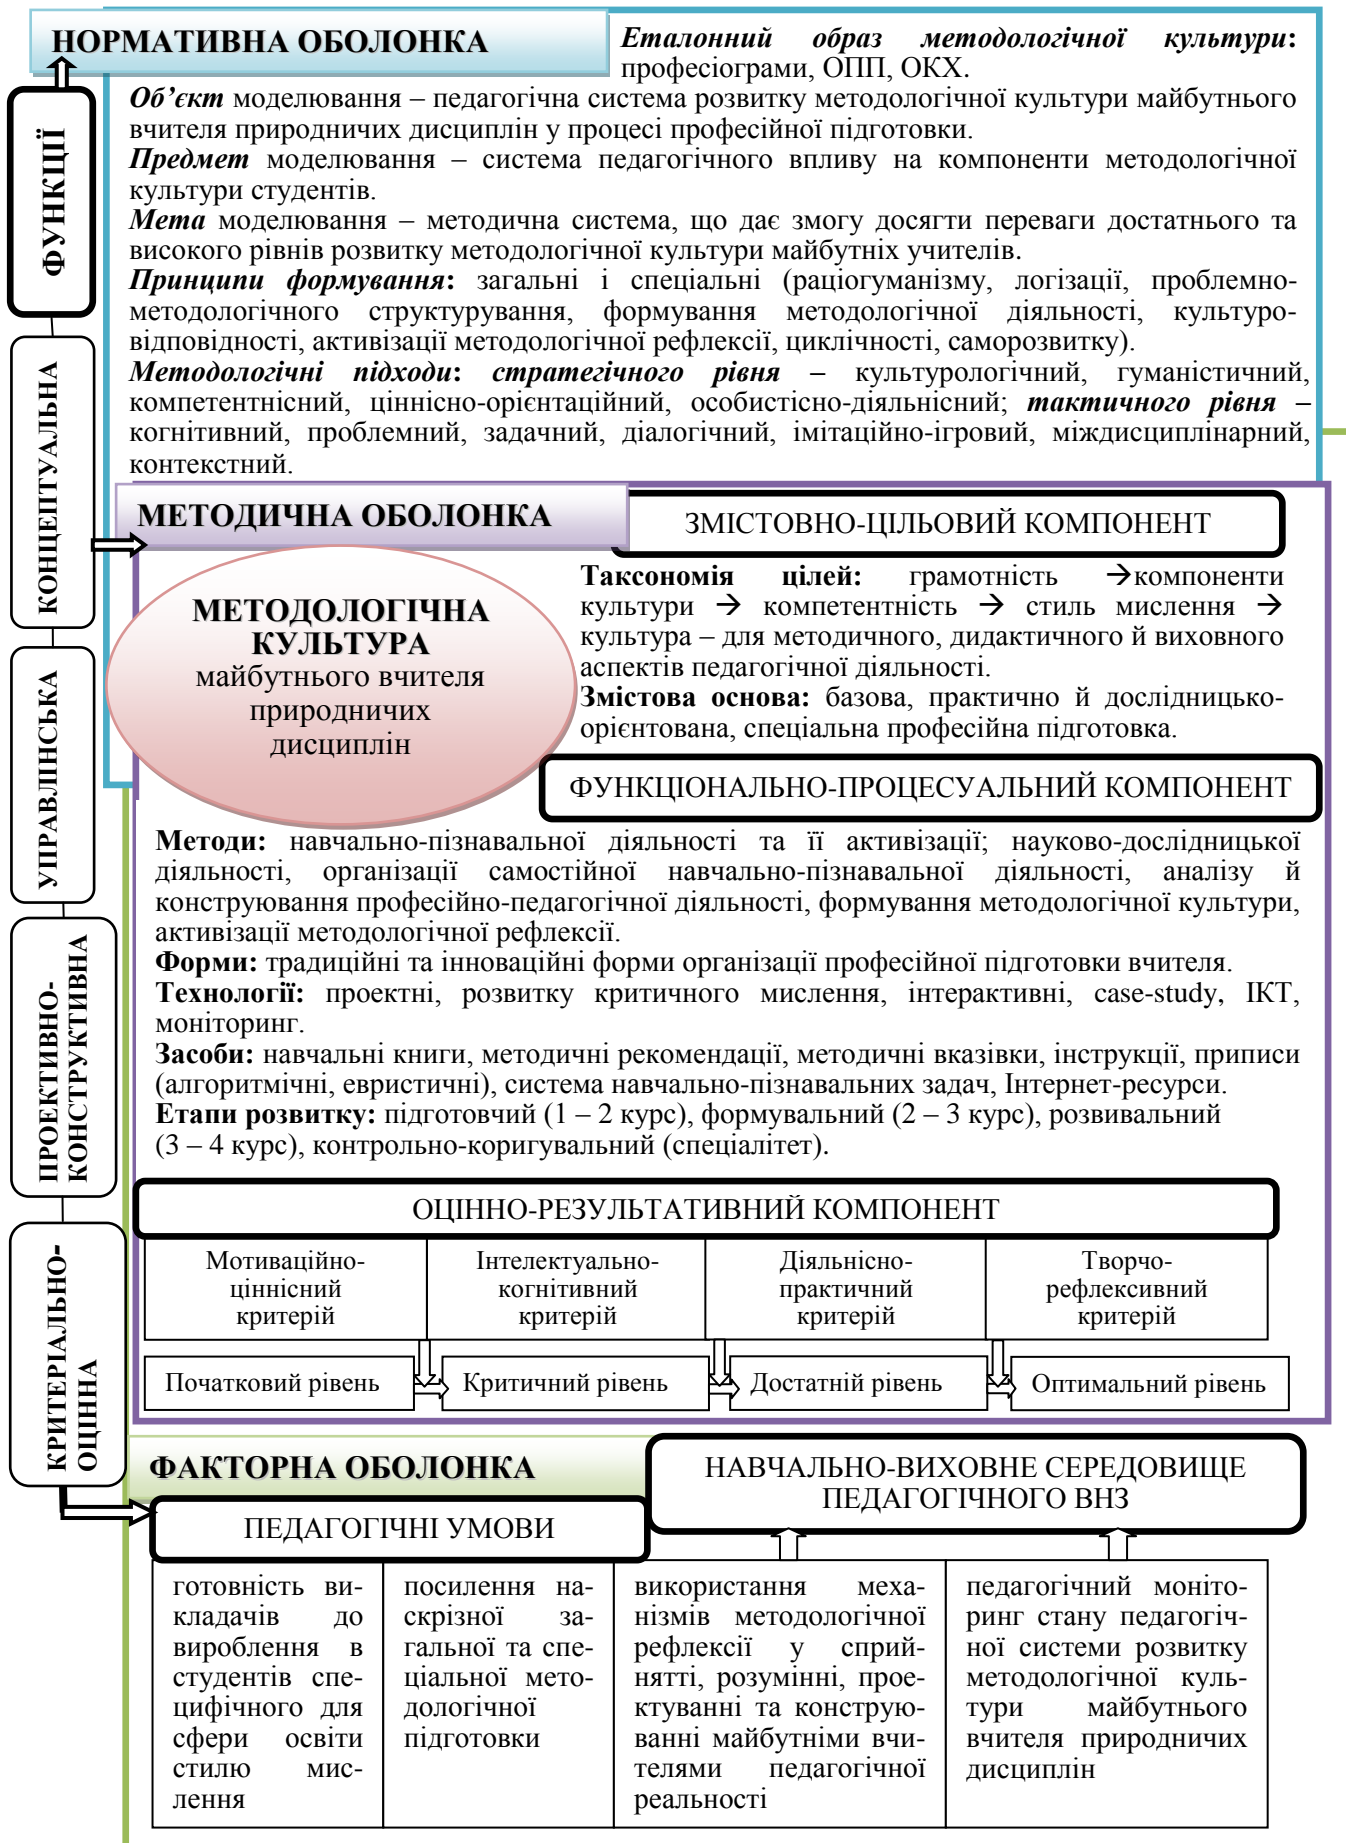 НОРМАТИВНА ОБОЛОНКА
Еталонний образ методологічної культури:
професіограми, ОПП, ОКХ.
Об’єкт моделювання – педагогічна система розвитку методологічної культури майбутнього
вчителя природничих дисциплін у процесі професійної підготовки.
Предмет моделювання – система педагогічного впливу на компоненти методологічної
культури студентів.
Мета моделювання – методична система, що дає змогу досягти переваги достатнього та
високого рівнів розвитку методологічної культури майбутніх учителів.
Принципи формування: загальні і спеціальні (раціогуманізму, логізації, проблемно-
методологічного структурування, формування методологічної діяльності, культуро-
відповідності, активізації методологічної рефлексії, циклічності, саморозвитку).
Методологічні підходи: стратегічного рівня – культурологічний, гуманістичний,
компетентнісний, ціннісно-орієнтаційний, особистісно-діяльнісний; тактичного рівня –
когнітивний, проблемний, задачний, діалогічний, імітаційно-ігровий, міждисциплінарний,
контекстний.
ФУНКЦІЇ
КОНЦЕПТУАЛЬНА
УПРАВЛІНСЬКА
ПРОЕКТИВНО-
КОНСТРУКТИВНА
КРИТЕРІАЛЬНО-
ОЦІННА
МЕТОДИЧНА ОБОЛОНКА
ЗМІСТОВНО-ЦІЛЬОВИЙ КОМПОНЕНТ
МЕТОДОЛОГІЧНА
КУЛЬТУРА
майбутнього вчителя
природничих
дисциплін
Таксономія цілей: грамотність →компоненти
культури → компетентність → стиль мислення →
культура – для методичного, дидактичного й виховного
аспектів педагогічної діяльності.
Змістова основа: базова, практично й дослідницько-
орієнтована, спеціальна професійна підготовка.
ФУНКЦІОНАЛЬНО-ПРОЦЕСУАЛЬНИЙ КОМПОНЕНТ
Методи: навчально-пізнавальної діяльності та її активізації; науково-дослідницької
діяльності, організації самостійної навчально-пізнавальної діяльності, аналізу й
конструювання професійно-педагогічної діяльності, формування методологічної культури,
активізації методологічної рефлексії.
Форми: традиційні та інноваційні форми організації професійної підготовки вчителя.
Технології: проектні, розвитку критичного мислення, інтерактивні, case-study, ІКТ,
моніторинг.
Засоби: навчальні книги, методичні рекомендації, методичні вказівки, інструкції, приписи
(алгоритмічні, евристичні), система навчально-пізнавальних задач, Інтернет-ресурси.
Етапи розвитку: підготовчий (1 – 2 курс), формувальний (2 – 3 курс), розвивальний
(3 – 4 курс), контрольно-коригувальний (спеціалітет).
ОЦІННО-РЕЗУЛЬТАТИВНИЙ КОМПОНЕНТ
Мотиваційно-
ціннісний
критерій
Інтелектуально-
когнітивний
критерій
Діяльнісно-
практичний
критерій
Творчо-
рефлексивний
критерій
Початковий рівень
Критичний рівень
Достатній рівень
Оптимальний рівень
ФАКТОРНА ОБОЛОНКА
НАВЧАЛЬНО-ВИХОВНЕ СЕРЕДОВИЩЕ
ПЕДАГОГІЧНОГО ВНЗ
ПЕДАГОГІЧНІ УМОВИ
готовність ви-
кладачів до
вироблення в
студентів спе-
цифічного для
сфери освіти
стилю мис-
лення
посилення на-
скрізної за-
гальної та спе-
ціальної мето-
дологічної
підготовки
використання меха-
нізмів методологічної
рефлексії у сприй-
нятті, розумінні, прое-
ктуванні та конструю-
ванні майбутніми вчи-
телями педагогічної
реальності
педагогічний моніто-
ринг стану педагогіч-
ної системи розвитку
методологічної куль-
тури майбутнього
вчителя природничих
дисциплін